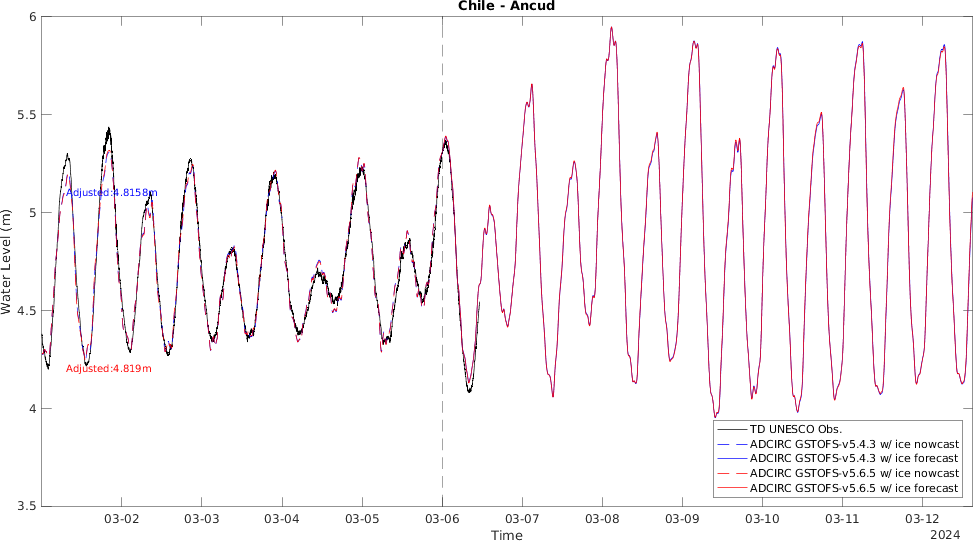 Chile - Ancud
6
5.5
5
4.5
4
3.5
Water Level (m)
Adjusted:4.8158m
Adjusted:4.819m
TD UNESCO Obs.
ADCIRC GSTOFS-v5.4.3 w/ ice nowcast
ADCIRC GSTOFS-v5.4.3 w/ ice forecast
ADCIRC GSTOFS-v5.6.5 w/ ice nowcast
ADCIRC GSTOFS-v5.6.5 w/ ice forecast
03-02 03-03 03-04 03-05 03-06 03-07 03-08 03-09 03-10 03-11 03-12
Time
2024